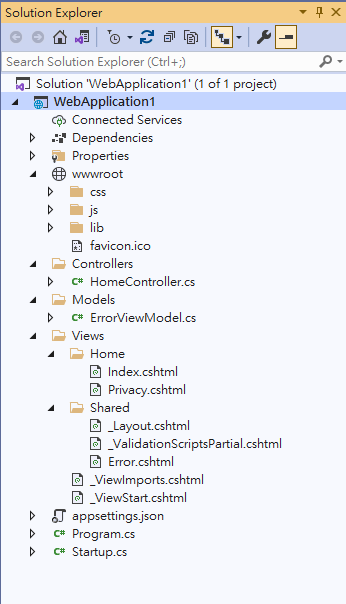 Solution Explorer
Search Solution Explorer (Ctrl+;)
Solution 'WebApplication1' (1 of 1 project)
WebApplication1
Connected Services
Dependencies
Properties
wwwroot
css
js
lib
favicon.ico
Controllers
C# HomeController.cs
Models
C# ErrorViewModel.cs
Views
Home
Index.cshtml
Privacy.cshtml
Shared
_Layout.cshtml
_ValidationScriptsPartial.cshtml
Error.cshtml
_ViewImports.cshtml
_ViewStart.cshtml
appsettings.json
C# Program.cs
C# Startup.cs